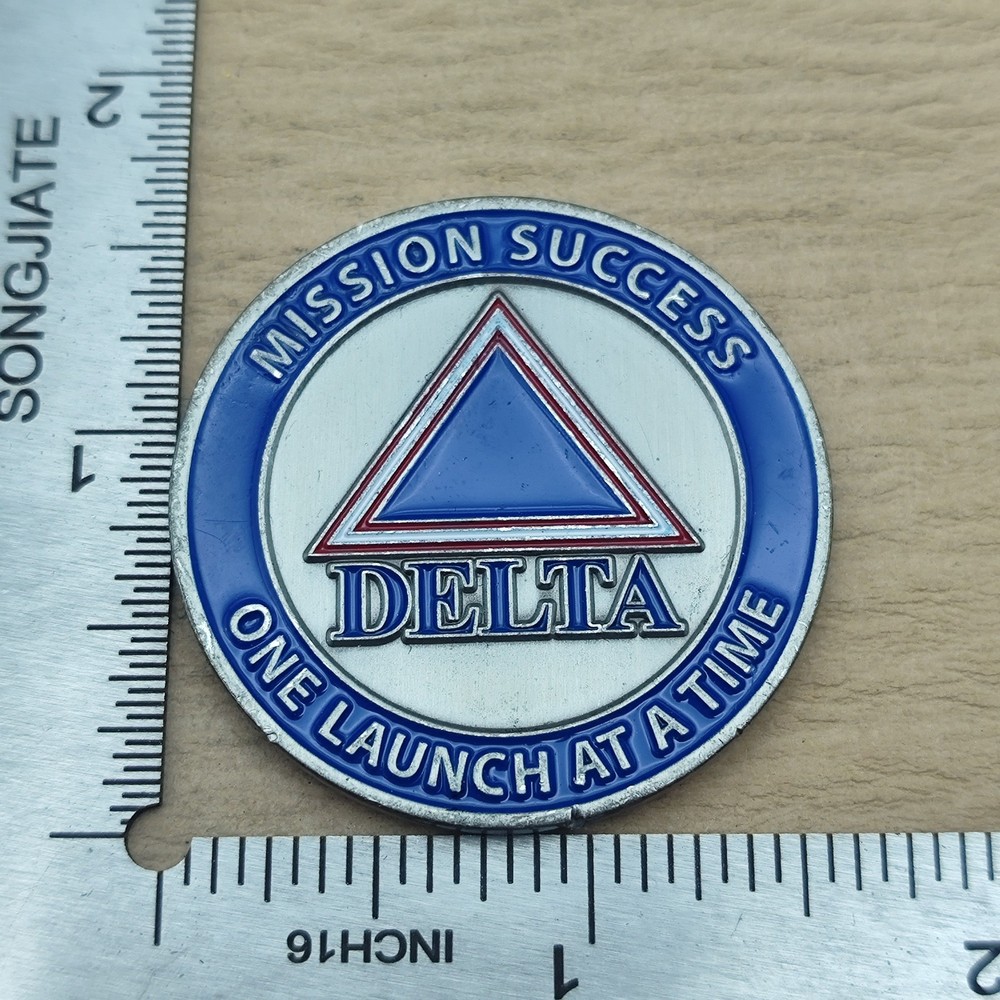 MISSION SUCCESS
DELTA
ONE LAUNCH AT A TIME
SONGJIATE
2
1
INCH16
1
2